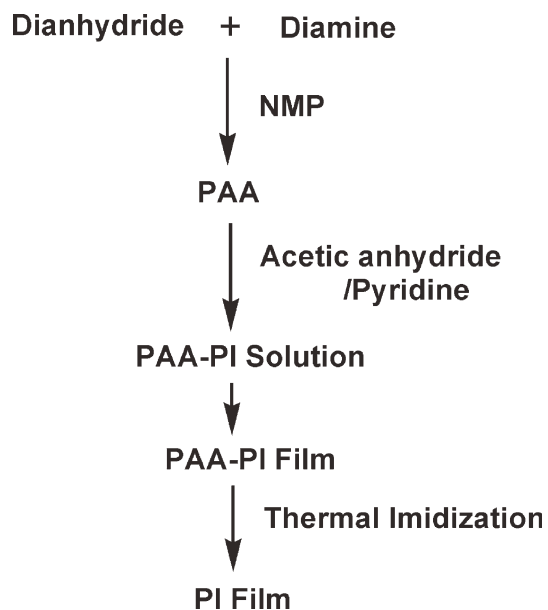 Dianhydride + Diamine
NMP
PAA
Acetic anhydride
/Pyridine
PAA-PI Solution
PAA-PI Film
Thermal Imidization
PI Film